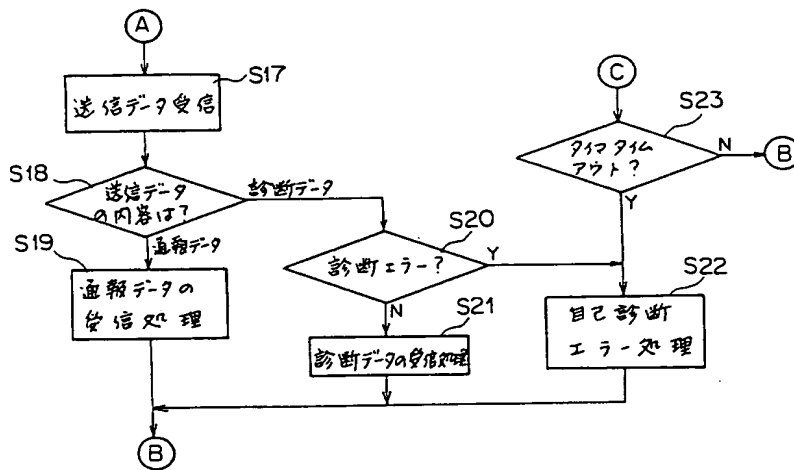 A
S17
送信データ受信
S18
送信データ
の内容は?
診断データ
通報データ
S19
通報データの
受信処理
S20
診断エラー?
Y
N
S21
診断データの受信処理
C
S23
タイマタイム
アウト?
N
B
Y
S22
自己診断
エラー処理
B